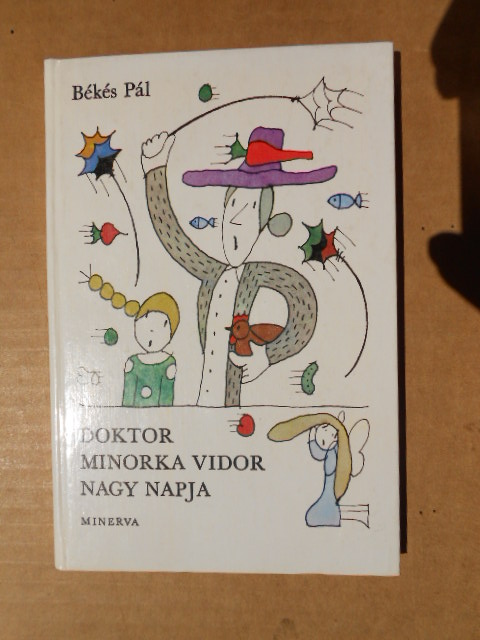 Békés Pál
DOKTOR
MINORKA VIDOR
NAGY NAPJA
MINERVA